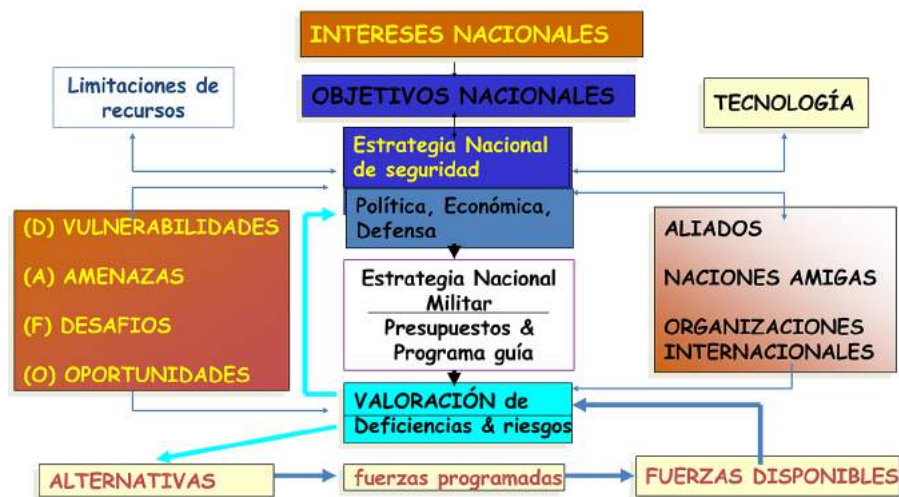 INTERESES NACIONALES
Limitaciones de
recursos
OBJETIVOS NACIONALES
TECNOLOGÍA
Estrategia Nacional
de seguridad
Política, Económica,
Defensa
(D) VULNERABILIDADES
(A) AMENAZAS
(F) DESAFIOS
(O) OPORTUNIDADES
ALIADOS
NACIONES AMIGAS
ORGANIZACIONES
INTERNACIONALES
Estrategia Nacional
Militar
Presupuestos &
Programa guía
VALORACIÓN de
Deficiencias & riesgos
ALTERNATIVAS
fuerzas programadas
FUERZAS DISPONIBLES